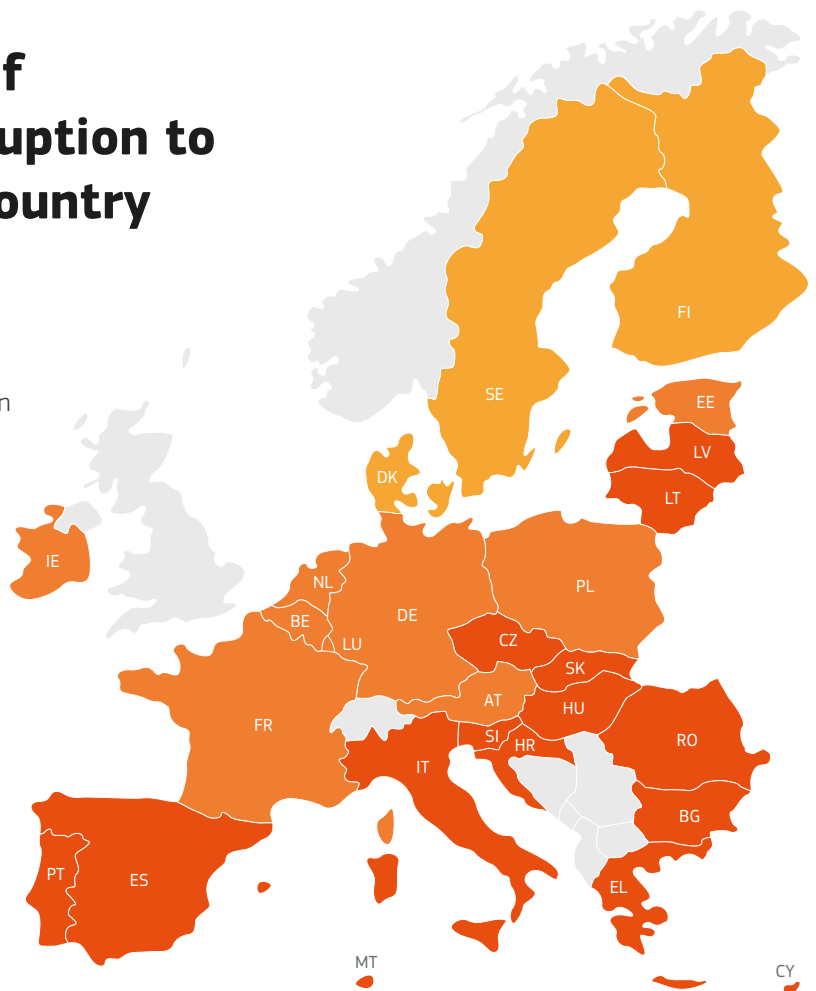 f
uption to
ountry
n
FI
SE
EE
LV
DK
LT
IE
NL
PL
BE
DE
LU
CZ
SK
AT
HU
FR
SI
HR
RO
IT
BG
PT
ES
EL
MT
CY